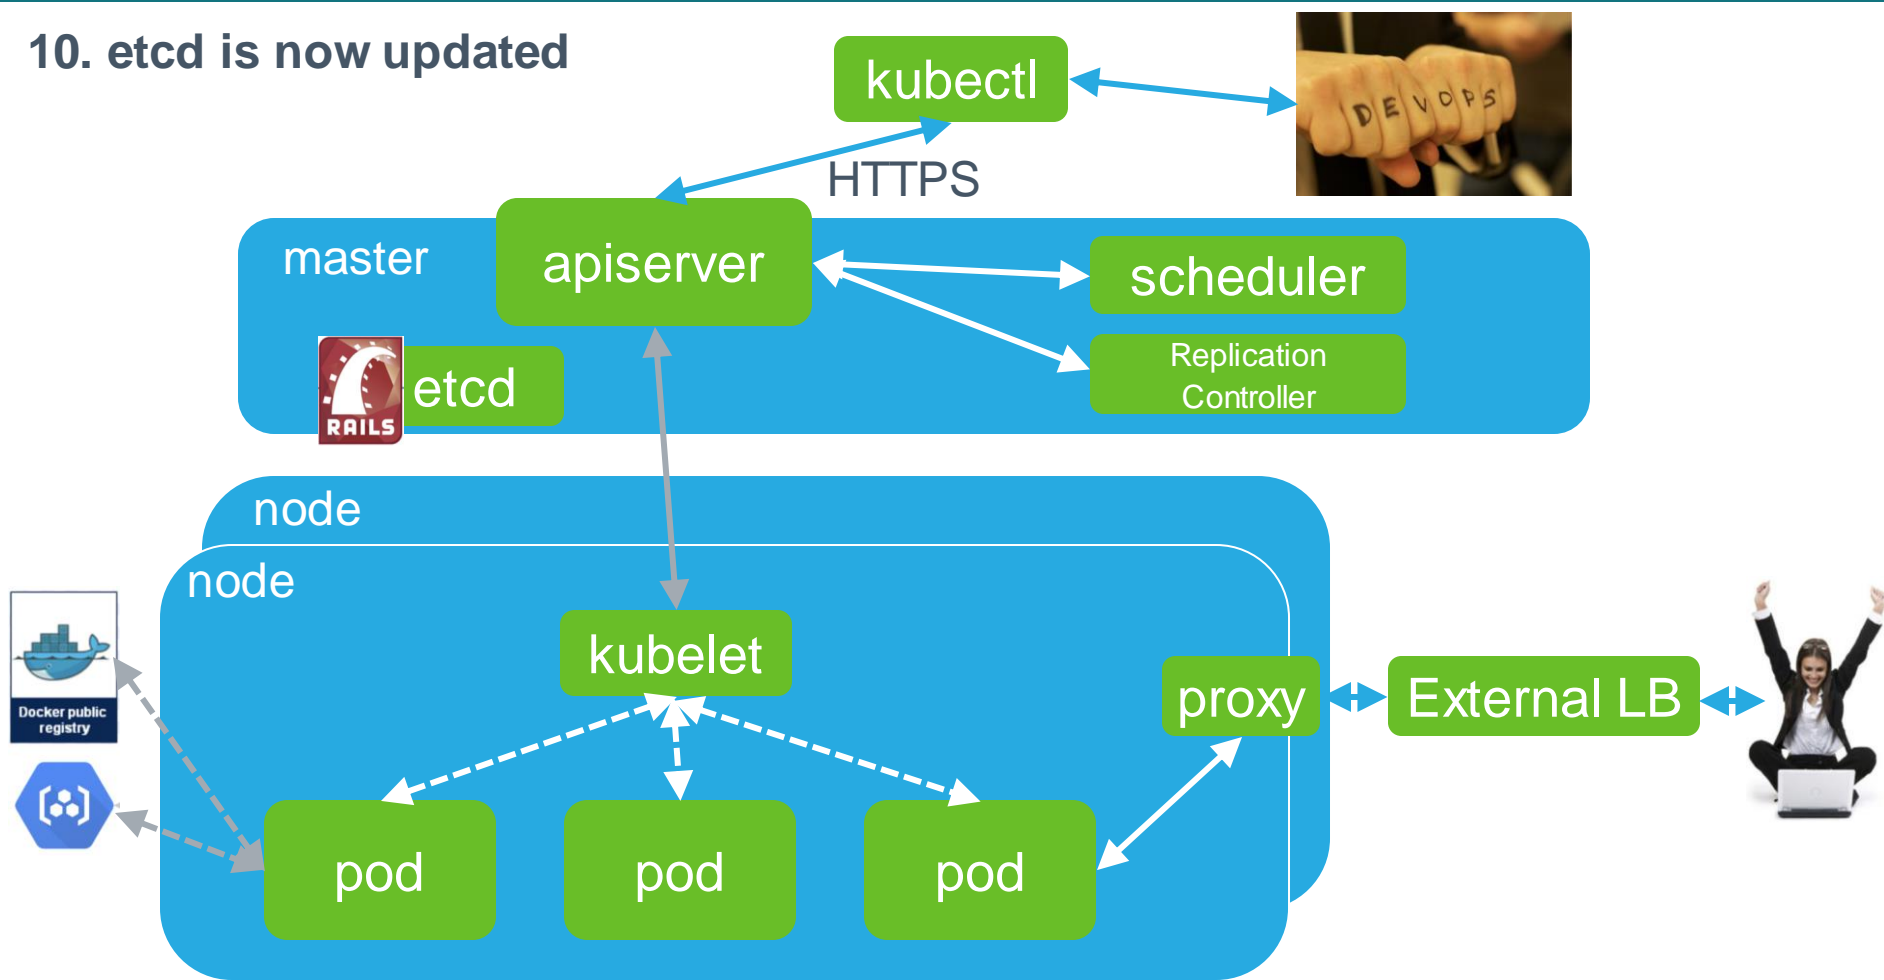 10. etcd is now updated
kubectl
DEVOPS
HTTPS
master
apiserver
scheduler
Replication
Controller
RAILS
etcd
node
node
kubelet
Docker public
registry
proxy
External LB
pod
pod
pod